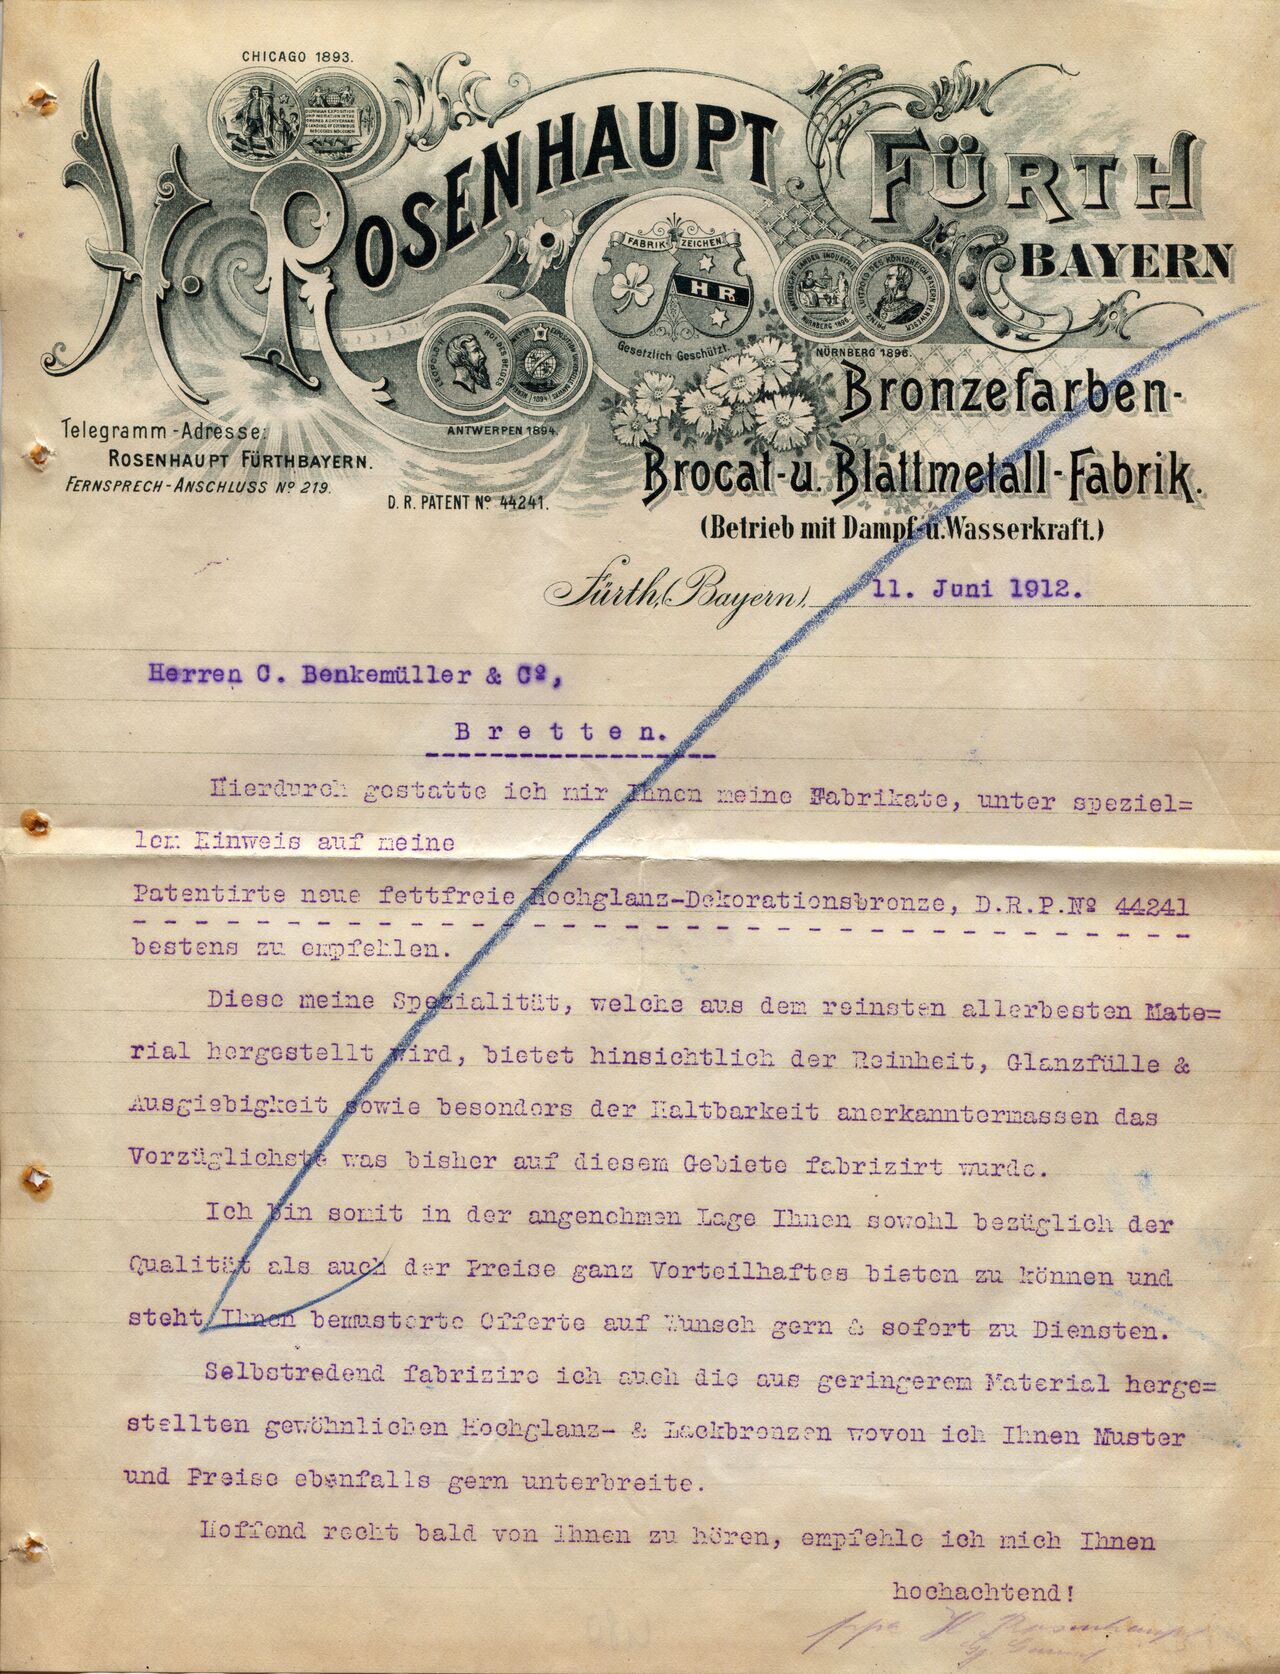 CHICAGO 1893.
H. ROSENHAUPT
FÜRTH
BAYERN
FABRIK ZEICHEN
HR
Gesetzlich Geschützt.
NÜRNBERG 1896.
ANTWERPEN 1894.
Bronzefarben-
Brocat- u. Blattmetall-Fabrik.
(Betrieb mit Dampf- u. Wasserkraft.)
Telegramm-Adresse:
ROSENHAUPT FÜRTHBAYERN.
FERNSPRECH-ANSCHLUSS Nº 219.
D. R. PATENT Nº 44241.
Fürth, (Bayern), 11. Juni 1912.
Herren C. Benkemüller & Cº,
Bretten.
Hierdurch gestatte ich mir Ihnen meine Fabrikate, unter speziel=
lem Hinweis auf meine
Patentirte neue fettfreie Hochglanz-Dekorationsbronze, D.R.P.Nº 44241
bestens zu empfehlen.
Diese meine Spezialität, welche aus dem reinsten allerbesten Mate=
rial hergestellt wird, bietet hinsichtlich der Reinheit, Glanzfülle &
Ausgiebigkeit sowie besonders der Haltbarkeit anerkanntermassen das
Vorzüglichste was bisher auf diesem Gebiete fabrizirt wurde.
Ich bin somit in der angenehmen Lage Ihnen sowohl bezüglich der
Qualität als auch der Preise ganz Vorteilhaftes bieten zu können und
steht Ihnen bemusterte Offerte auf Wunsch gern & sofort zu Diensten.
Selbstredend fabrizire ich auch die aus geringerem Material herge=
stellten gewöhnlichen Hochglanz- & Lackbronzen wovon ich Ihnen Muster
und Preise ebenfalls gern unterbreite.
Hoffend recht bald von Ihnen zu hören, empfehle ich mich Ihnen
hochachtend!
ppa H. Rosenhaupt